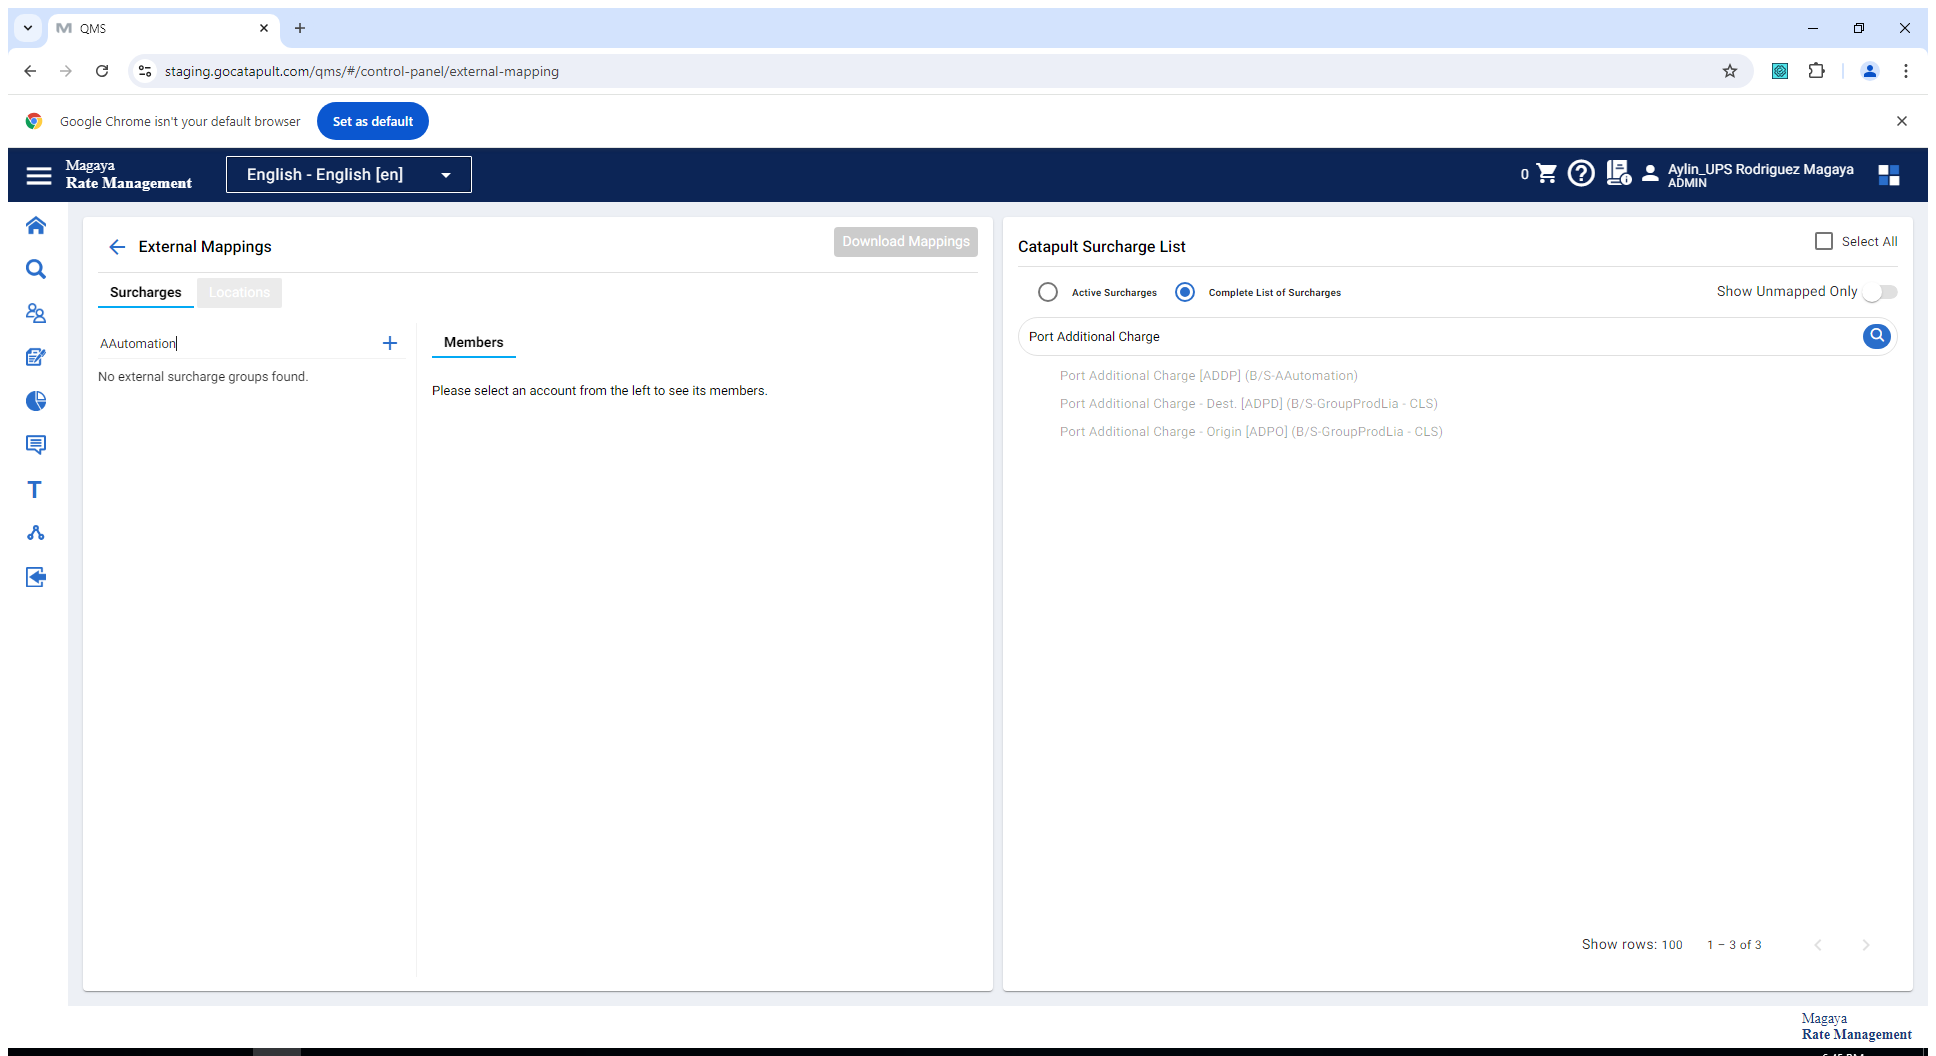 QMS
staging.gocatapult.com/qms/#/control-panel/external-mapping
Google Chrome isn't your default browser
Set as default
Magaya
Rate Management
English - English [en]
0
Aylin_UPS Rodriguez Magaya
ADMIN
External Mappings
Download Mappings
Surcharges
Locations
AAutomation
No external surcharge groups found.
Members
Please select an account from the left to see its members.
Catapult Surcharge List
Select All
Active Surcharges
Complete List of Surcharges
Show Unmapped Only
Port Additional Charge
Port Additional Charge [ADDP] (B/S-AAutomation)
Port Additional Charge - Dest. [ADPD] (B/S-GroupProdLia - CLS)
Port Additional Charge - Origin [ADPO] (B/S-GroupProdLia - CLS)
Show rows: 100
1 – 3 of 3
Magaya
Rate Management